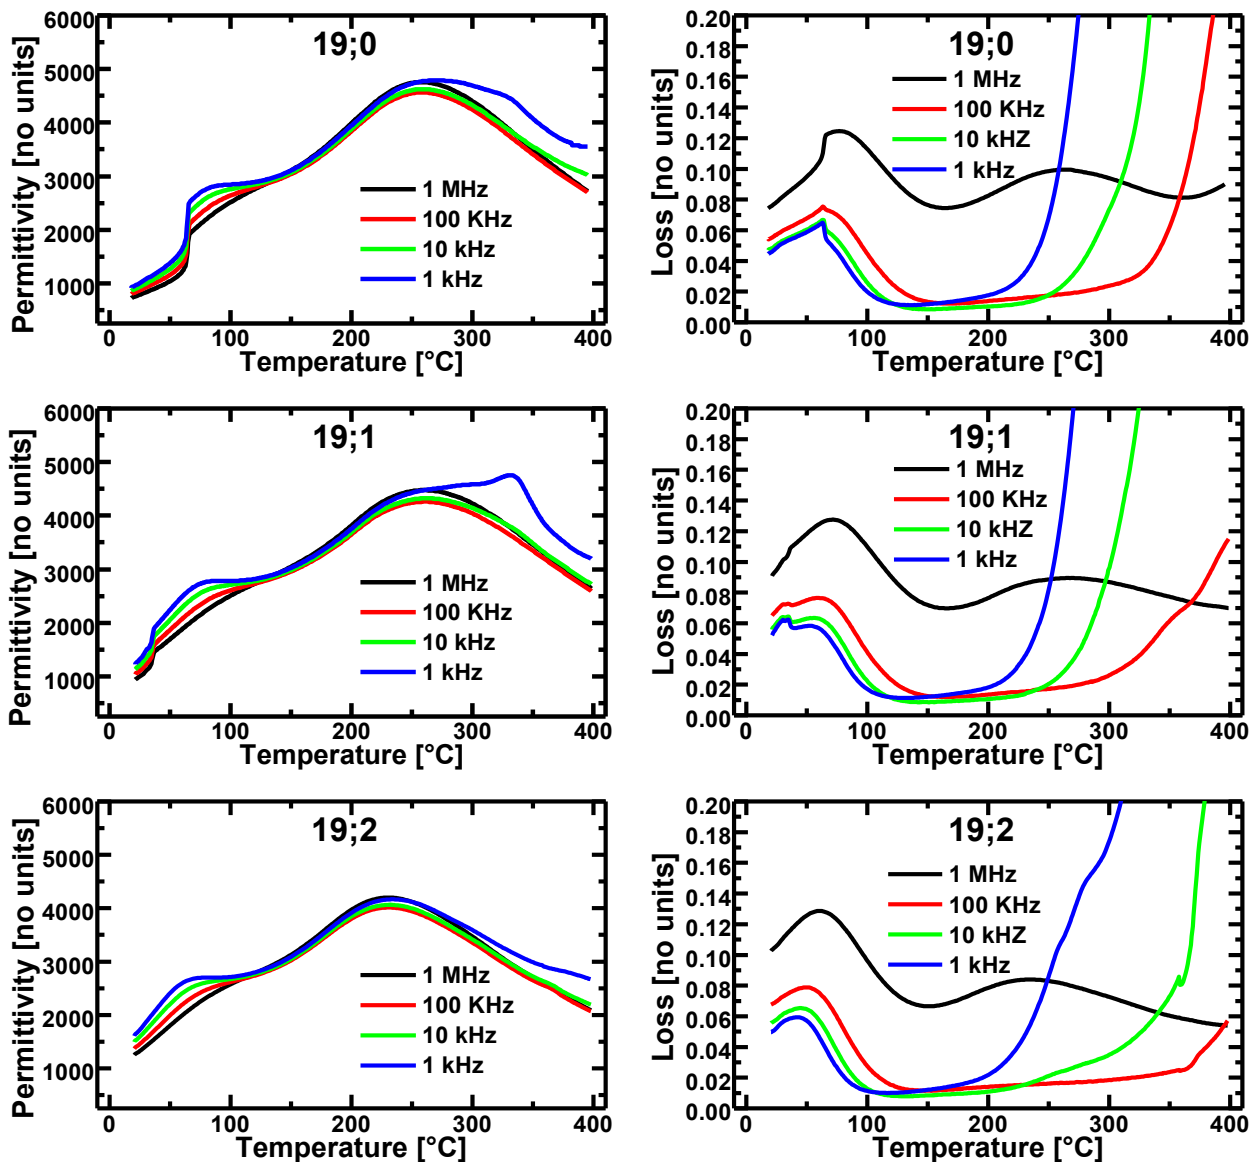 19;0
Permittivity [no units]
6000
5000
4000
3000
2000
1000
1 MHz
100 KHz
10 kHz
1 kHz
0 100 200 300 400
Temperature [°C]
19;0
Loss [no units]
0.20
0.18
0.16
0.14
0.12
0.10
0.08
0.06
0.04
0.02
0.00
1 MHz
100 KHz
10 kHZ
1 kHz
0 100 200 300 400
Temperature [°C]
19;1
Permittivity [no units]
6000
5000
4000
3000
2000
1000
1 MHz
100 KHz
10 kHz
1 kHz
0 100 200 300 400
Temperature [°C]
19;1
Loss [no units]
0.20
0.18
0.16
0.14
0.12
0.10
0.08
0.06
0.04
0.02
0.00
1 MHz
100 KHz
10 kHZ
1 kHz
0 100 200 300 400
Temperature [°C]
19;2
Permittivity [no units]
6000
5000
4000
3000
2000
1000
1 MHz
100 KHz
10 kHz
1 kHz
0 100 200 300 400
Temperature [°C]
19;2
Loss [no units]
0.20
0.18
0.16
0.14
0.12
0.10
0.08
0.06
0.04
0.02
0.00
1 MHz
100 KHz
10 kHZ
1 kHz
0 100 200 300 400
Temperature [°C]